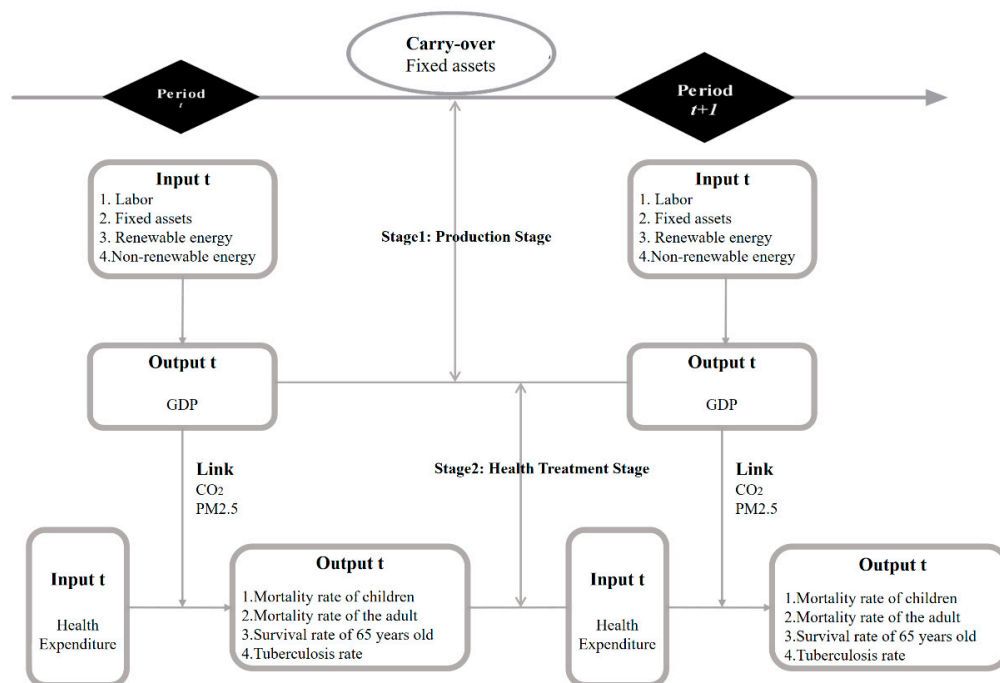 Carry-over
Fixed assets
Period
t
Period
t+1
Input t
1. Labor
2. Fixed assets
3. Renewable energy
4.Non-renewable energy
Input t
1. Labor
2. Fixed assets
3. Renewable energy
4.Non-renewable energy
Stage1: Production Stage
Output t
GDP
Output t
GDP
Link
CO₂
PM2.5
Stage2: Health Treatment Stage
Link
CO₂
PM2.5
Input t
Health
Expenditure
Output t
1.Mortality rate of children
2.Mortality rate of the adult
3.Survival rate of 65 years old
4.Tuberculosis rate
Input t
Health
Expenditure
Output t
1.Mortality rate of children
2.Mortality rate of the adult
3.Survival rate of 65 years old
4.Tuberculosis rate